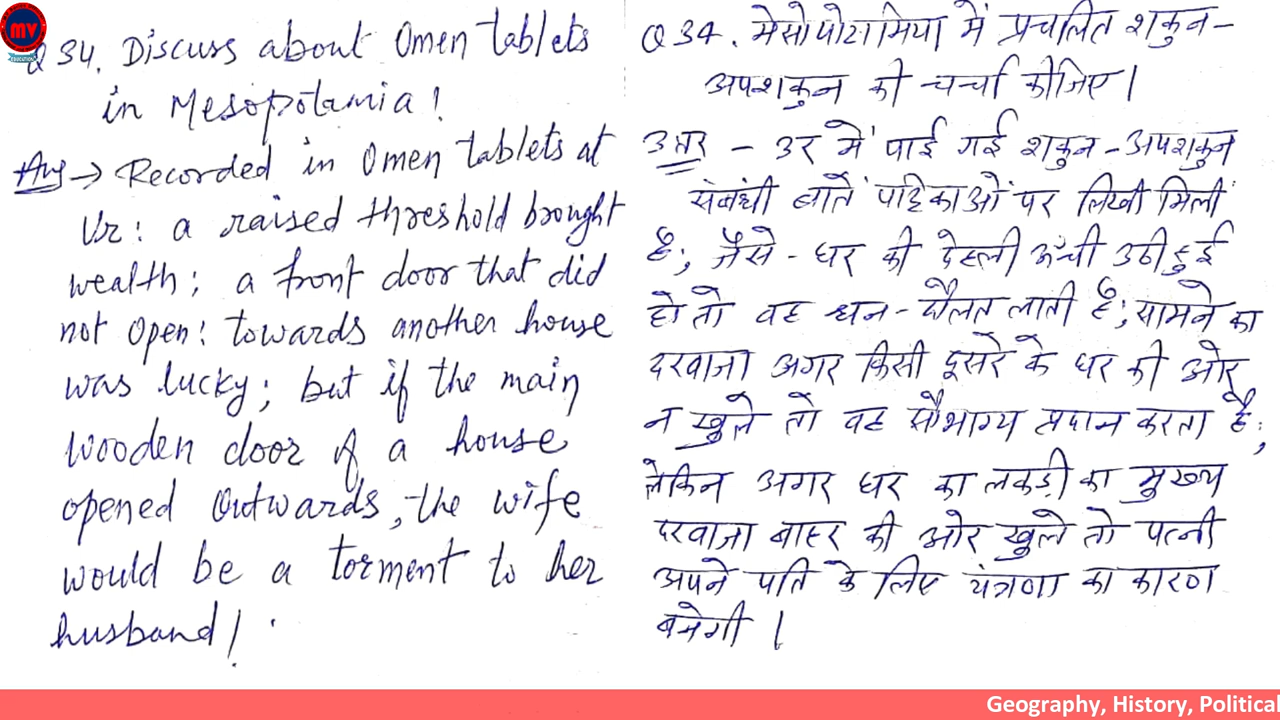 mv
EDUCATION
Q 34. Discuss about Omen tablets
in Mesopotamia!
Ans → Recorded in Omen tablets at
Ur: a raised threshold brought
wealth; a front door that did
not open: towards another house
was lucky; but if the main
wooden door of a house
opened outwards, the wife
would be a torment to her
husband!
Q 34. मेसोपोटामिया में प्रचलित शकुन-
अपशकुन की चर्चा कीजिए।
उत्तर - उर में पाई गई शकुन-अपशकुन
संबंधी बातें पट्टिकाओं पर लिखी मिली
हैं; जैसे - घर की देहली ऊँची उठी हुई
हो तो वह धन-दौलत लाती है; सामने का
दरवाजा अगर किसी दूसरे के घर की ओर
न खुले तो वह सौभाग्य प्रदान करता है;
लेकिन अगर घर का लकड़ी का मुख्य
दरवाजा बाहर की ओर खुले तो पत्नी
अपने पति के लिए यंत्रणा का कारण
बनेगी।
Geography, History, Political